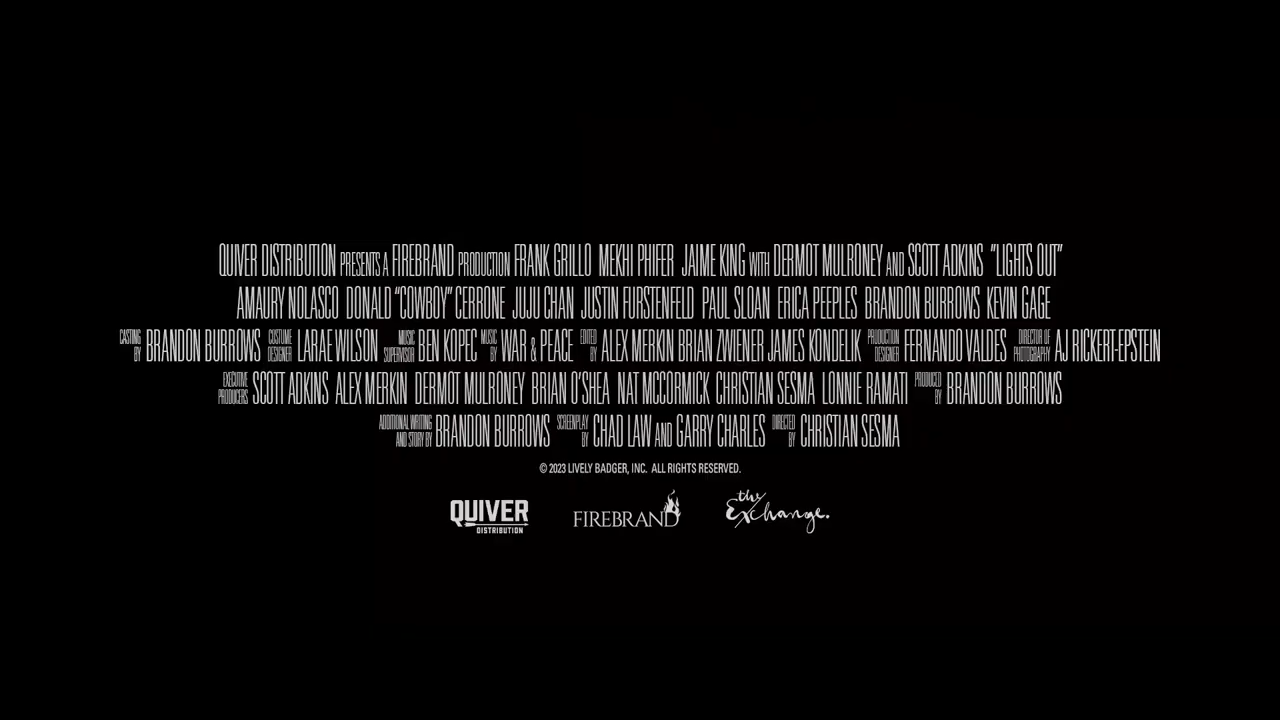 QUIVER DISTRIBUTION PRESENTS A FIREBRAND PRODUCTION FRANK GRILLO MEKHI PHIFER JAIME KING WITH DERMOT MULRONEY AND SCOTT ADKINS "LIGHTS OUT"
AMAURY NOLASCO DONALD "COWBOY" CERRONE JUJU CHAN JUSTIN FURSTENFELD PAUL SLOAN ERICA PEEPLES BRANDON BURROWS KEVIN GAGE
CASTING BY BRANDON BURROWS COSTUME DESIGNER LARAE WILSON MUSIC SUPERVISOR BEN KOPEC MUSIC BY WAR & PEACE EDITED BY ALEX MERKIN BRIAN ZWIENER JAMES KONDELIK PRODUCTION DESIGNER FERNANDO VALDES DIRECTOR OF PHOTOGRAPHY AJ RICKERT-EPSTEIN
EXECUTIVE PRODUCERS SCOTT ADKINS ALEX MERKIN DERMOT MULRONEY BRIAN O'SHEA NAT MCCORMICK CHRISTIAN SESMA LONNIE RAMATI PRODUCED BY BRANDON BURROWS
ADDITIONAL WRITING AND STORY BY BRANDON BURROWS SCREENPLAY BY CHAD LAW AND GARRY CHARLES DIRECTED BY CHRISTIAN SESMA
© 2023 LIVELY BADGER, INC. ALL RIGHTS RESERVED.
QUIVER DISTRIBUTION FIREBRAND the Exchange.